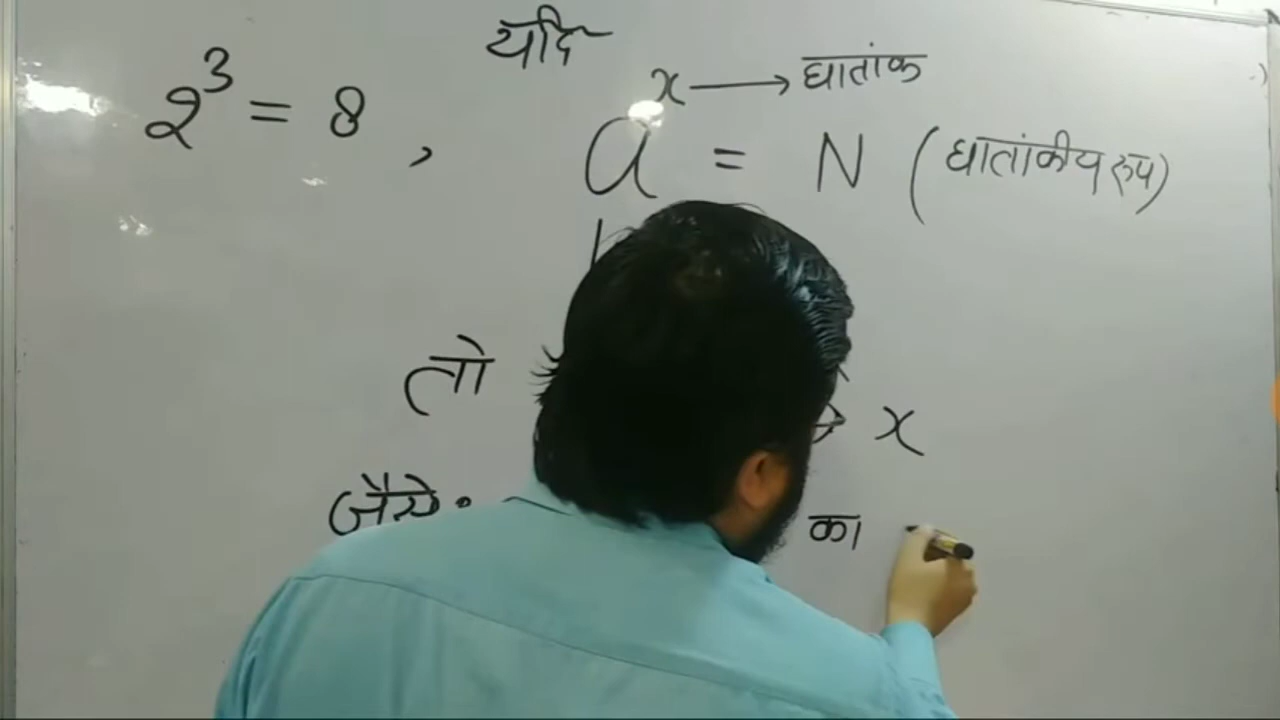 यदि
2³ = 8 ,
x → घातांक
a = N (घातांकीय रूप)
तो
→ x
जैसे:
का